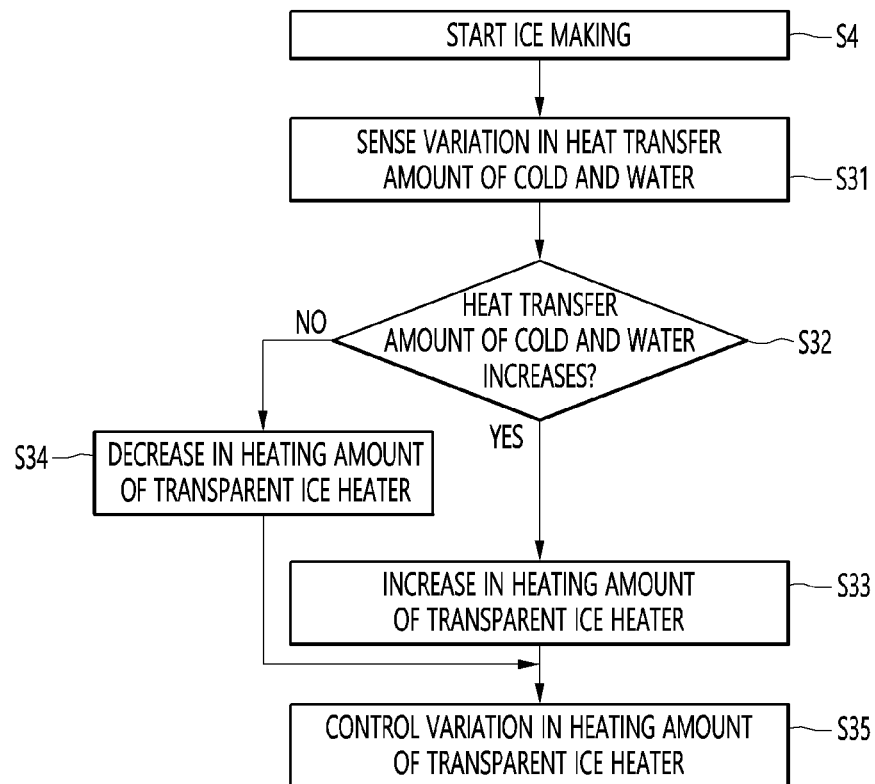 START ICE MAKING
S4
SENSE VARIATION IN HEAT TRANSFER
AMOUNT OF COLD AND WATER
S31
HEAT TRANSFER
AMOUNT OF COLD AND WATER
INCREASES?
S32
NO
YES
S34
DECREASE IN HEATING AMOUNT
OF TRANSPARENT ICE HEATER
INCREASE IN HEATING AMOUNT
OF TRANSPARENT ICE HEATER
S33
CONTROL VARIATION IN HEATING AMOUNT
OF TRANSPARENT ICE HEATER
S35